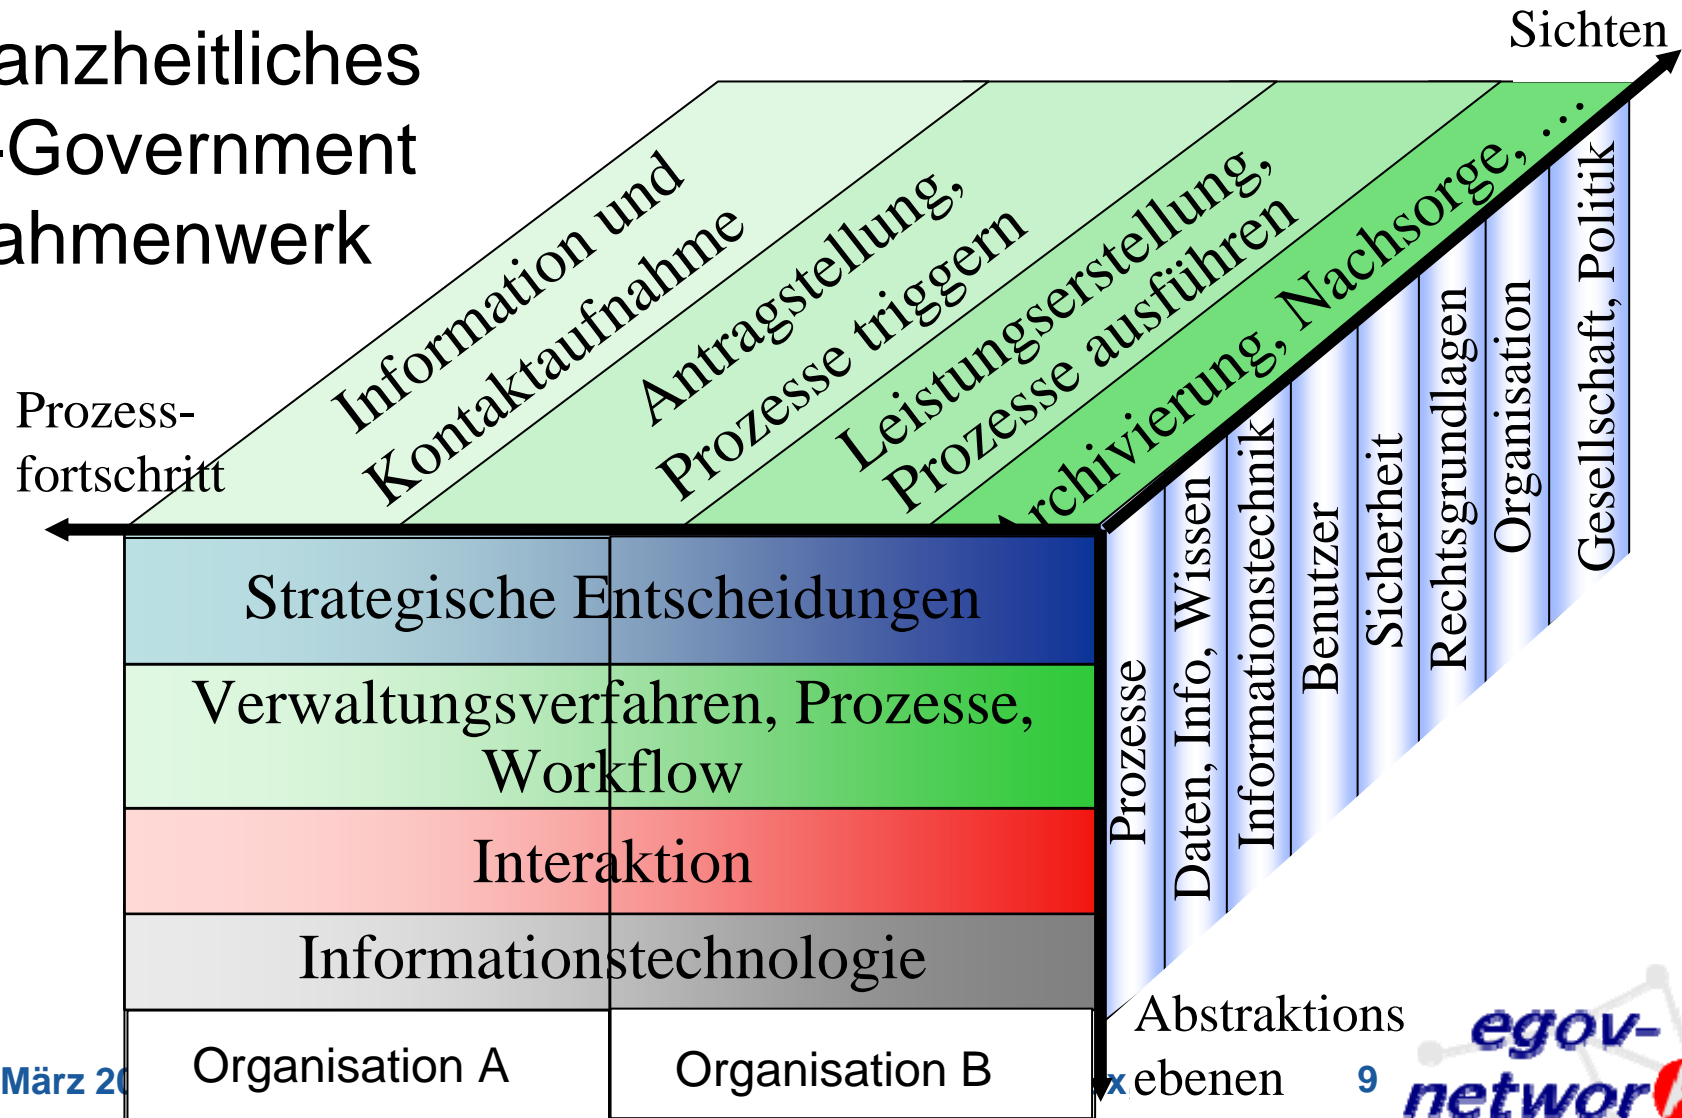 anzheitliches
-Government
ahmenwerk
Sichten
Prozess-
fortschritt
Information und
Kontaktaufnahme
Antragstellung,
Prozesse triggern
Leistungserstellung,
Prozesse ausführen
Archivierung, Nachsorge, …
Strategische Entscheidungen
Verwaltungsverfahren, Prozesse,
Workflow
Interaktion
Informationstechnologie
Organisation A
Organisation B
Prozesse
Daten, Info, Wissen
Informationstechnik
Benutzer
Sicherheit
Rechtsgrundlagen
Organisation
Gesellschaft, Politik
Abstraktions
ebenen
März 20
x
9
egov-
networ